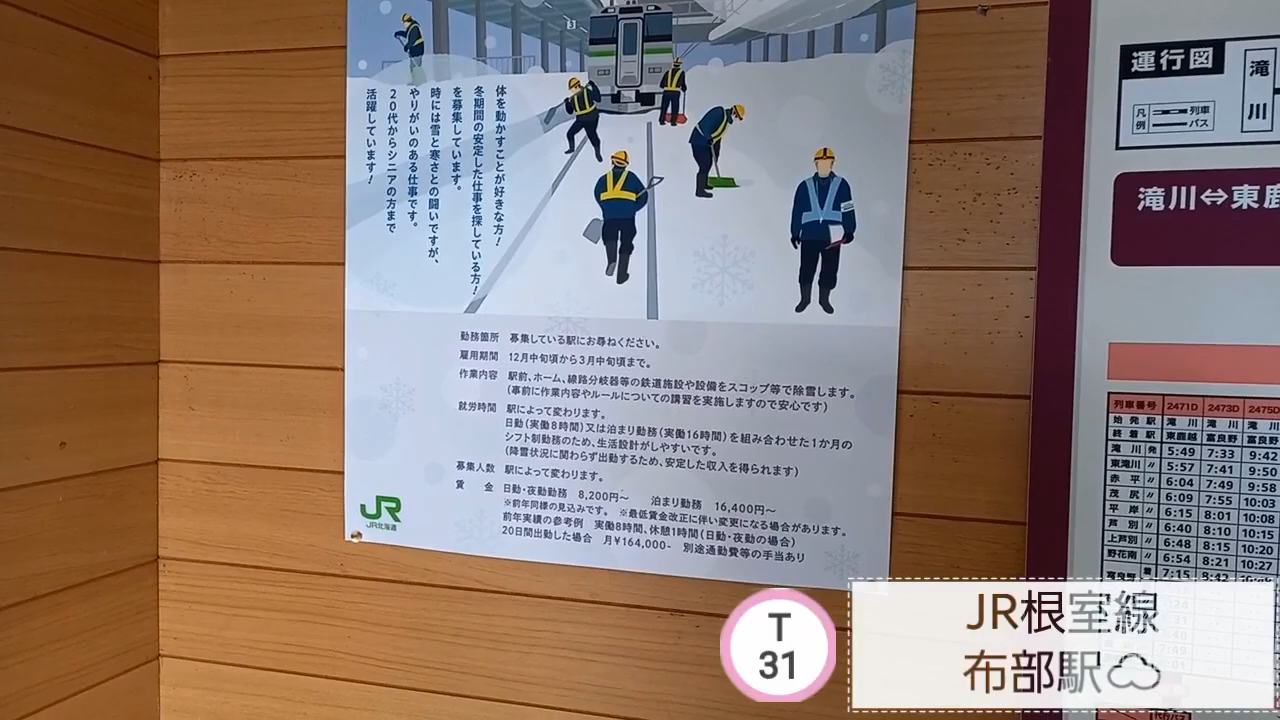 体を動かすことが好きな方!
冬期間の安定した仕事を探している方!
を募集しています。
時には雪と寒さとの闘いですが、
やりがいのある仕事です。
20代からシニアの方まで
活躍しています!
勤務箇所 募集している駅にお尋ねください。
雇用期間 12月中旬頃から3月中旬頃まで。
作業内容 駅前、ホーム、線路分岐器等の鉄道施設や設備をスコップ等で除雪します。
(事前に作業内容やルールについての講習を実施しますので安心です)
就労時間 駅によって変わります。
日勤(実働8時間)又は泊まり勤務(実働16時間)を組み合わせた1か月の
シフト制勤務のため、生活設計がしやすいです。
(降雪状況に関わらず出勤するため、安定した収入を得られます)
募集人数 駅によって変わります。
賃 金 日勤・夜勤勤務 8,200円~ 泊まり勤務 16,400円~
※前年同様の見込みです。 ※最低賃金改正に伴い変更になる場合があります。
前年実績の参考例 実働8時間、休憩1時間(日勤・夜勤の場合)
20日間出勤した場合 月¥164,000- 別途通勤費等の手当あり
JR
JR北海道
3
運行図
滝川
凡例
列車
バス
滝川⇔東鹿
列車番号 2471D 2473D 2475D
始発駅 滝川 滝川 滝川
終着駅 東鹿越 富良野 富良野
滝川 発 5:49 7:33 9:42
東滝川 〃 5:57 7:41 9:50
赤平 〃 6:04 7:49 9:58
茂尻 〃 6:09 7:55 10:03
平岸 〃 6:15 8:01 10:08
芦別 〃 6:40 8:10 10:15
上芦別 〃 6:48 8:15 10:20
野花南 〃 6:54 8:21 10:27
富良野 着 7:15 8:42
T
31
JR根室線
布部駅